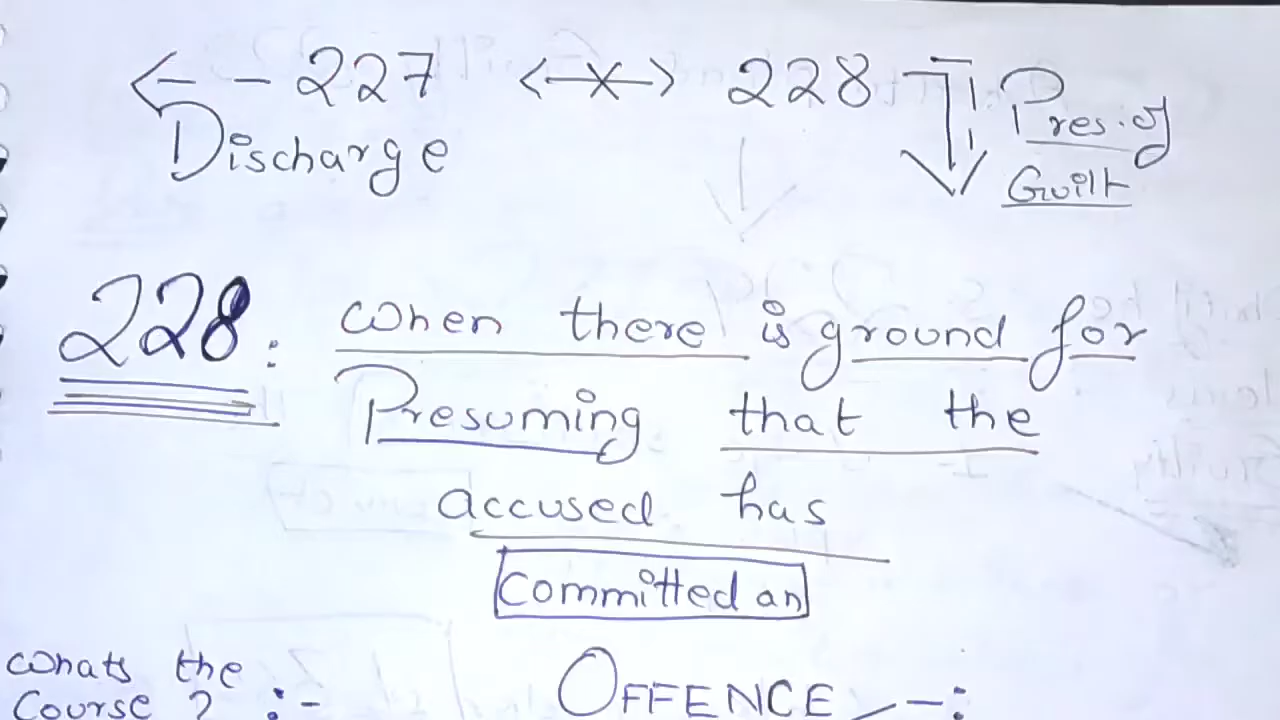 ← - 227 <-×-> 228 Pres. of
Discharge Guilt
228: when there is ground for
Presuming that the
accused has
Committed an
whats the OFFENCE -:
Course ? :-